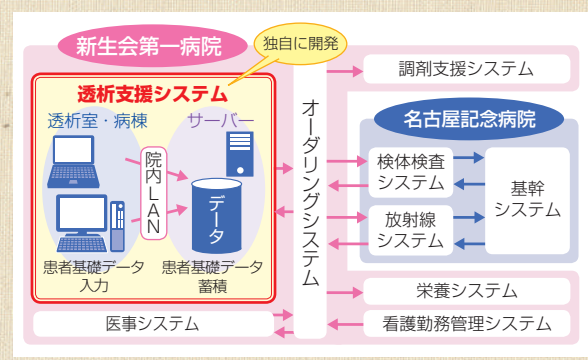 新生会第一病院
独自に開発
透析支援システム
透析室・病棟
サーバー
院内LAN
データ
患者基礎データ
入力
患者基礎データ
蓄積
医事システム
オーダリングシステム
調剤支援システム
名古屋記念病院
検体検査
システム
放射線
システム
基幹
システム
栄養システム
看護勤務管理システム